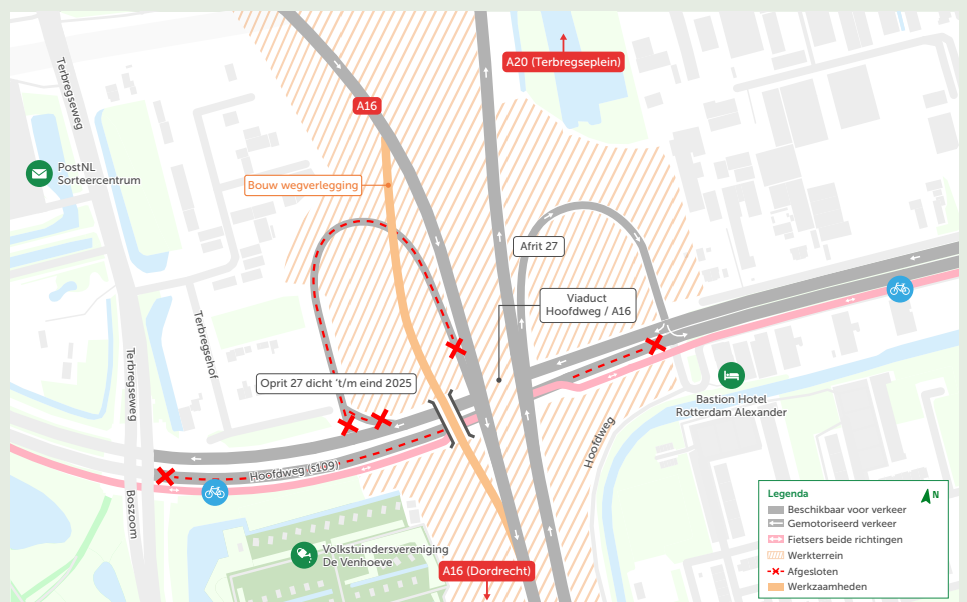 A20 (Terbregseplein)
Terbregseweg
A16
PostNL
Sorteercentrum
Bouw wegverlegging
Afrit 27
Viaduct
Hoofdweg / A16
Terbregsehof
Terbregseweg
Oprit 27 dicht 't/m eind 2025
Bastion Hotel
Rotterdam Alexander
Hoofdweg
Hoofdweg (s109)
Boszoom
Volkstuindersvereniging
De Venhoeve
A16 (Dordrecht)
Legenda
N
Beschikbaar voor verkeer
Gemotoriseerd verkeer
Fietsers beide richtingen
Werkterrein
Afgesloten
Werkzaamheden